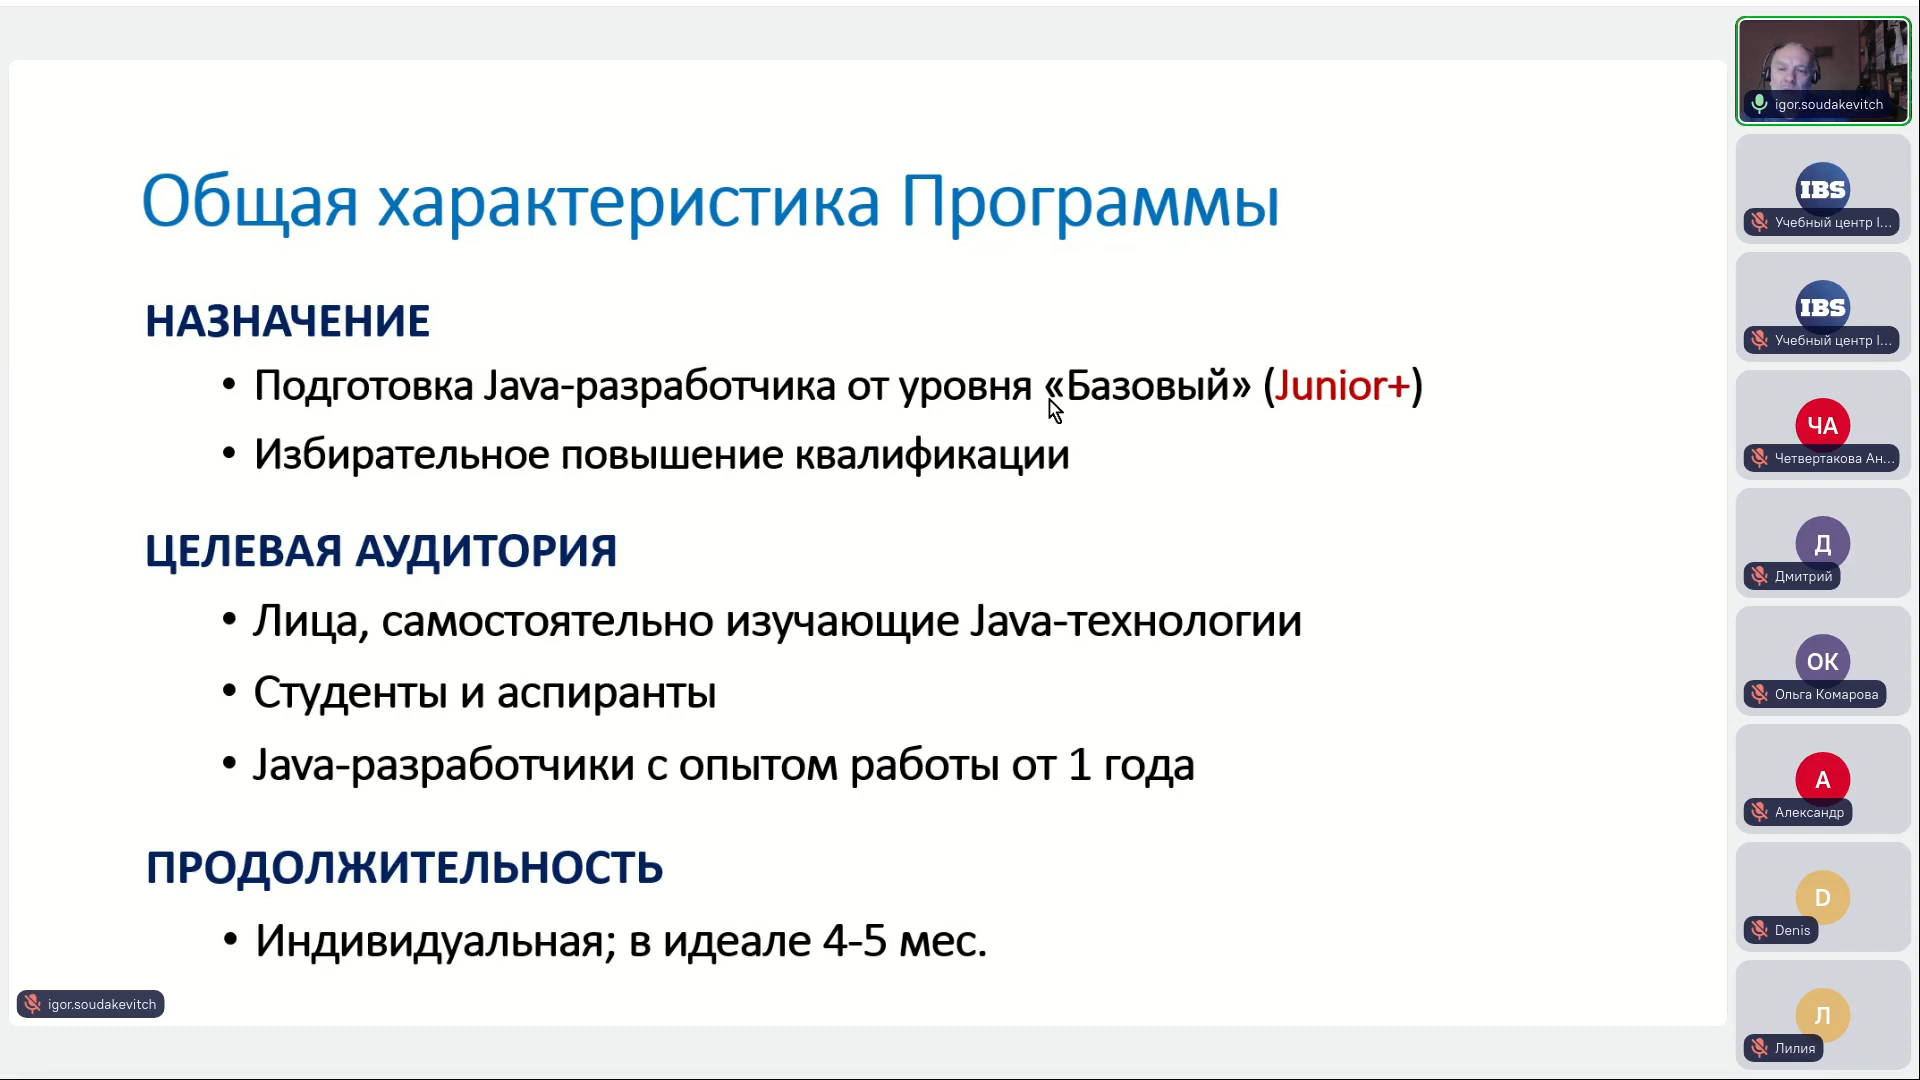 Общая характеристика Программы
НАЗНАЧЕНИЕ
• Подготовка Java-разработчика от уровня «Базовый» (Junior+)
• Избирательное повышение квалификации
ЦЕЛЕВАЯ АУДИТОРИЯ
• Лица, самостоятельно изучающие Java-технологии
• Студенты и аспиранты
• Java-разработчики с опытом работы от 1 года
ПРОДОЛЖИТЕЛЬНОСТЬ
• Индивидуальная; в идеале 4-5 мес.
igor.soudakevitch
igor.soudakevitch
IBS
Учебный центр I...
IBS
Учебный центр I...
ЧА
Четвертакова Ан...
Д
Дмитрий
ОК
Ольга Комарова
А
Александр
D
Denis
Л
Лилия